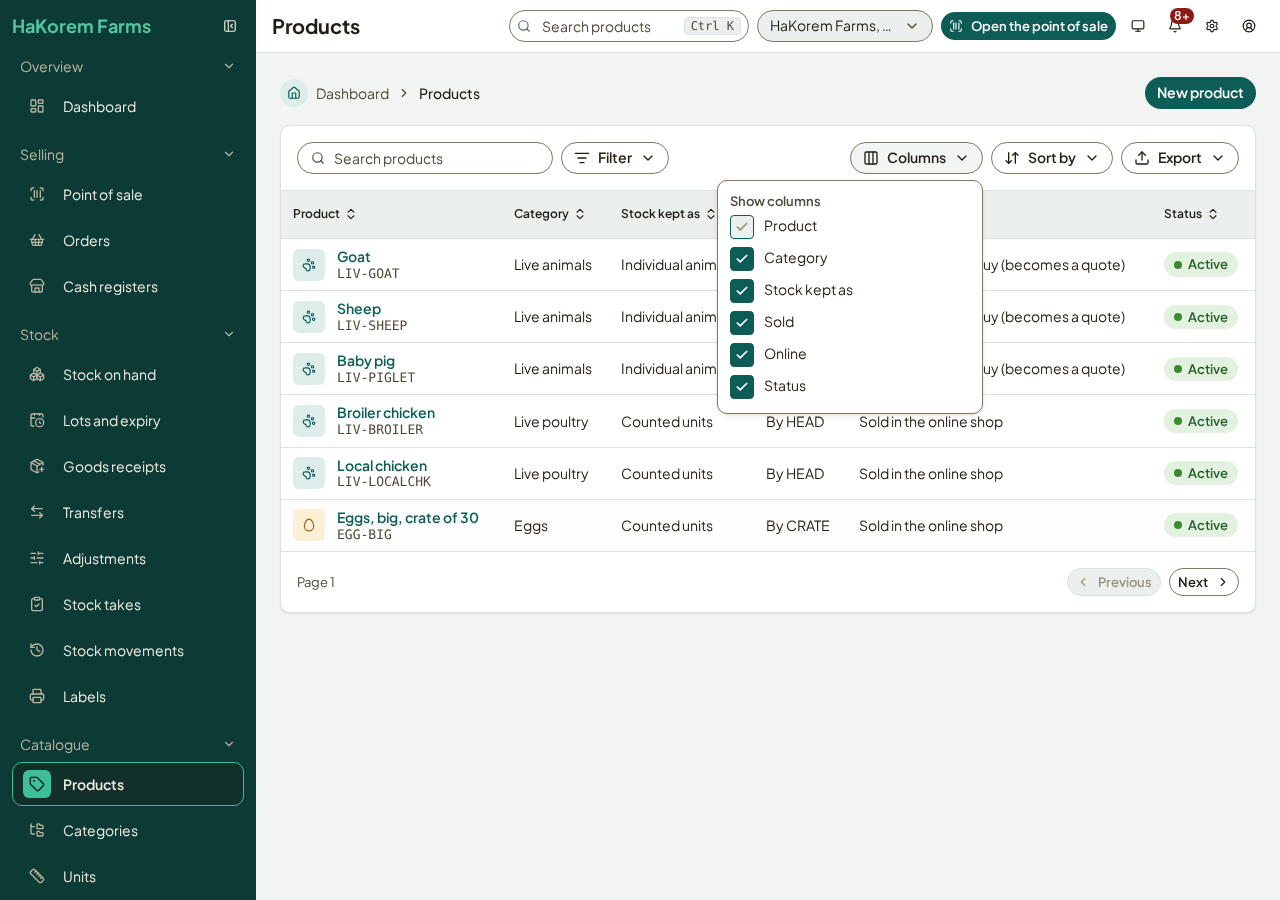 HaKorem Farms
Products
Search products
Ctrl K
HaKorem Farms, ...
Open the point of sale
8+
Overview
Dashboard
Selling
Point of sale
Orders
Cash registers
Stock
Stock on hand
Lots and expiry
Goods receipts
Transfers
Adjustments
Stock takes
Stock movements
Labels
Catalogue
Products
Categories
Units
Dashboard
Products
New product
Search products
Filter
Columns
Sort by
Export
Product
Category
Stock kept as
Status
Show columns
Product
Category
Stock kept as
Sold
Online
Status
Goat
LIV-GOAT
Live animals
Individual anim
uy (becomes a quote)
Active
Sheep
LIV-SHEEP
Live animals
Individual anim
uy (becomes a quote)
Active
Baby pig
LIV-PIGLET
Live animals
Individual anim
uy (becomes a quote)
Active
Broiler chicken
LIV-BROILER
Live poultry
Counted units
By HEAD
Sold in the online shop
Active
Local chicken
LIV-LOCALCHK
Live poultry
Counted units
By HEAD
Sold in the online shop
Active
Eggs, big, crate of 30
EGG-BIG
Eggs
Counted units
By CRATE
Sold in the online shop
Active
Page 1
Previous
Next